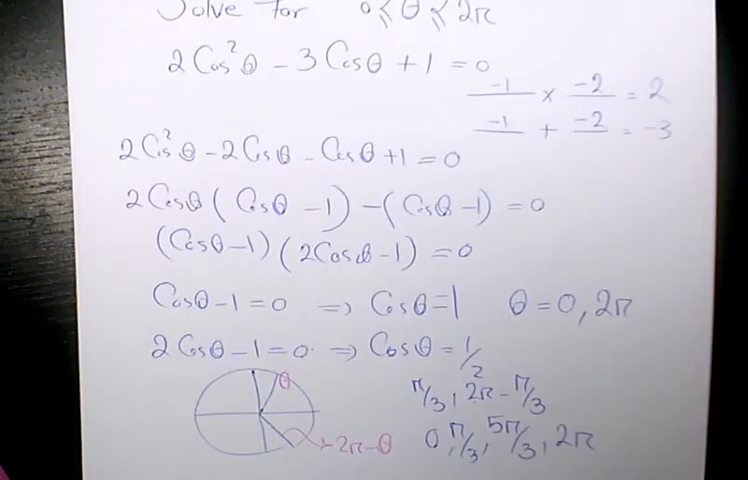 Solve for 0 ⩽ θ ⩽ 2π
2Cos²θ - 3Cosθ + 1 = 0
-1 × -2 = 2
-1 + -2 = -3
2Cos²θ - 2Cosθ - Cosθ + 1 = 0
2Cosθ (Cosθ - 1) - (Cosθ - 1) = 0
(Cosθ - 1) (2Cosθ - 1) = 0
Cosθ - 1 = 0 ⇒ Cosθ = 1 θ = 0, 2π
2Cosθ - 1 = 0 ⇒ Cosθ = 1/2
θ
π/3, 2π - π/3
2π - θ
0, π/3, 5π/3, 2π